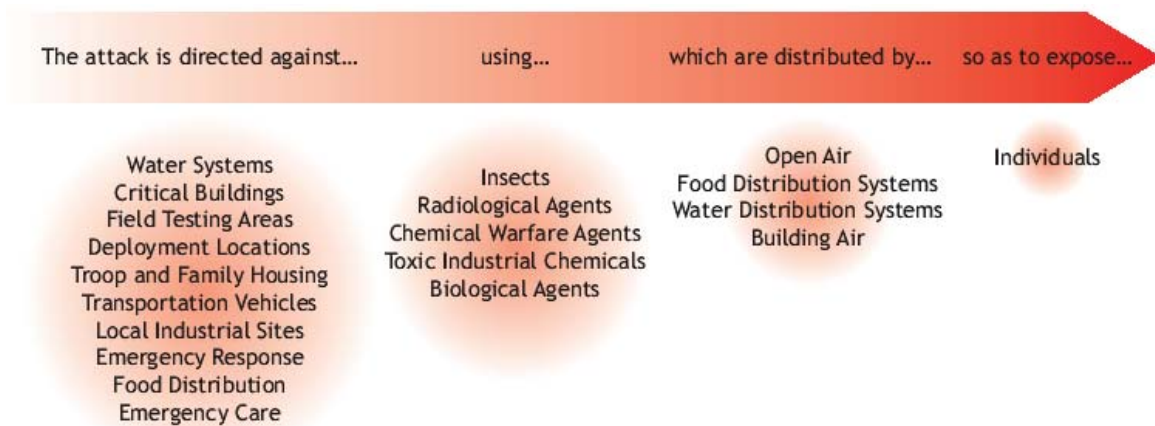 The attack is directed against... using... which are distributed by... so as to expose...
Water Systems
Critical Buildings
Field Testing Areas
Deployment Locations
Troop and Family Housing
Transportation Vehicles
Local Industrial Sites
Emergency Response
Food Distribution
Emergency Care
Insects
Radiological Agents
Chemical Warfare Agents
Toxic Industrial Chemicals
Biological Agents
Open Air
Food Distribution Systems
Water Distribution Systems
Building Air
Individuals